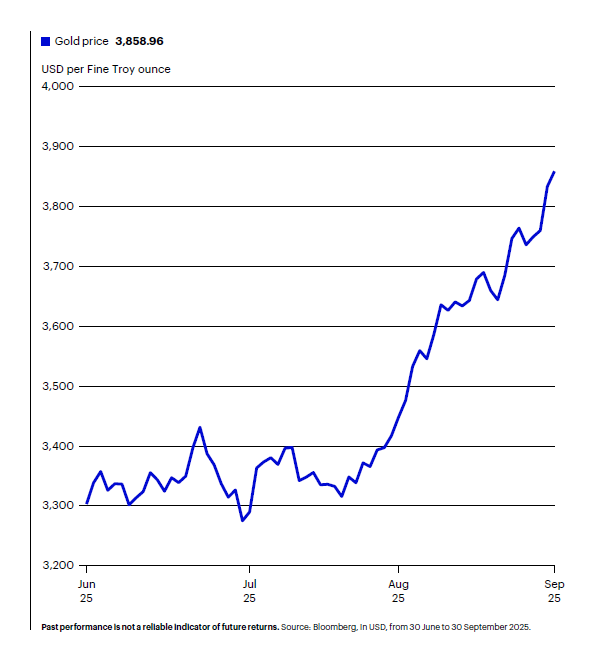 Gold price 3,858.96
USD per Fine Troy ounce
4,000
3,900
3,800
3,700
3,600
3,500
3,400
3,300
3,200
Jun Jul Aug Sep
25 25 25 25
Past performance is not a reliable indicator of future returns. Source: Bloomberg, in USD, from 30 June to 30 September 2025.